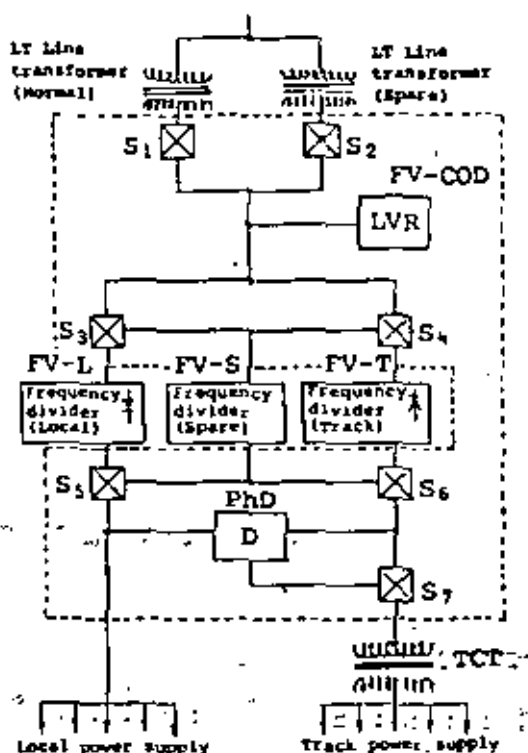 LT Line
transformer
(Normal)
LT Line
transformer
(Spare)
S1
S2
FV-COD
LVR
S3
S4
FV-L
FV-S
FV-T
Frequency
divider
(Local)
Frequency
divider
(Spare)
Frequency
divider
(Track)
S5
S6
PhD
D
S7
TCT
Local power supply
Track power supply